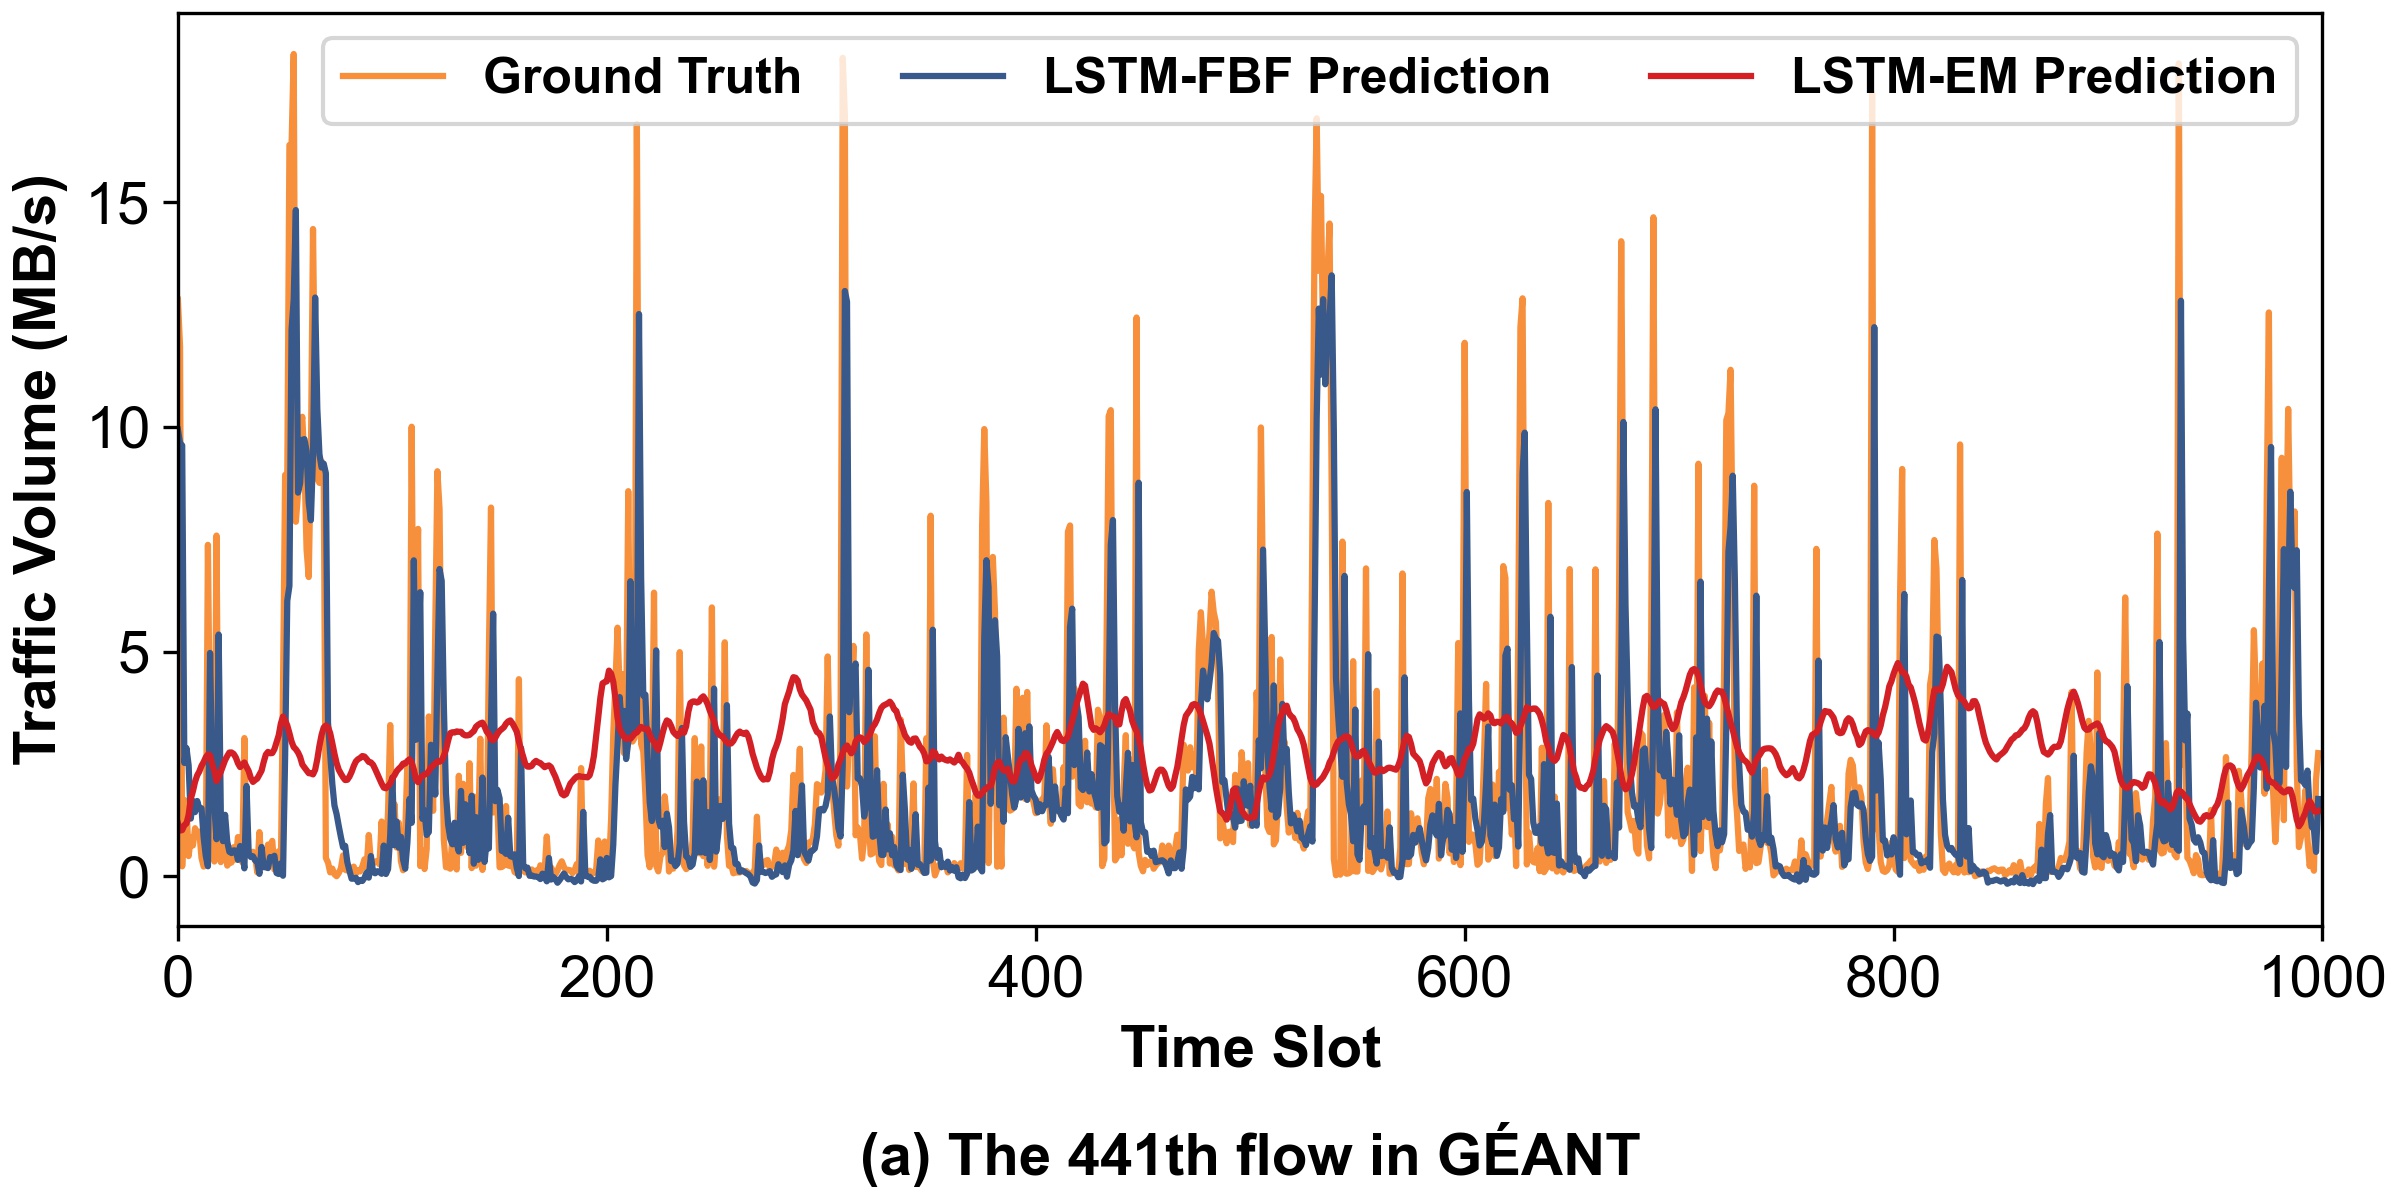 Ground Truth
LSTM-FBF Prediction
LSTM-EM Prediction
Traffic Volume (MB/s)
15
10
5
0
0
200
400
600
800
1000
Time Slot
(a) The 441th flow in GÉANT